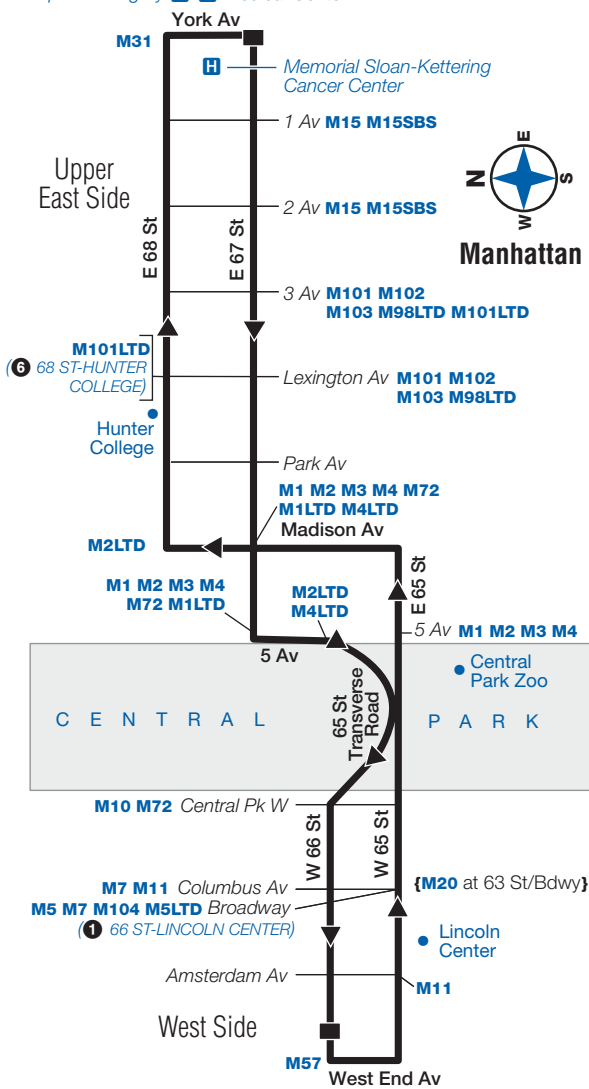 York Av
M31
H
Memorial Sloan-Kettering
Cancer Center
1 Av M15 M15SBS
Upper
East Side
E
N
S
W
Manhattan
2 Av M15 M15SBS
E 68 St
E 67 St
3 Av M101 M102
M103 M98LTD M101LTD
M101LTD
(6 68 ST-HUNTER
COLLEGE)
Lexington Av M101 M102
M103 M98LTD
Hunter
College
Park Av
M1 M2 M3 M4 M72
M1LTD M4LTD
Madison Av
M2LTD
M1 M2 M3 M4
M72 M1LTD
M2LTD
M4LTD
E 65 St
5 Av M1 M2 M3 M4
5 Av
Central
Park Zoo
65 St
Transverse
Road
CENTRAL PARK
M10 M72 Central Pk W
W 66 St
W 65 St
M7 M11 Columbus Av
{M20 at 63 St/Bdwy}
M5 M7 M104 M5LTD Broadway
(1 66 ST-LINCOLN CENTER)
Lincoln
Center
Amsterdam Av
M11
West Side
M57
West End Av